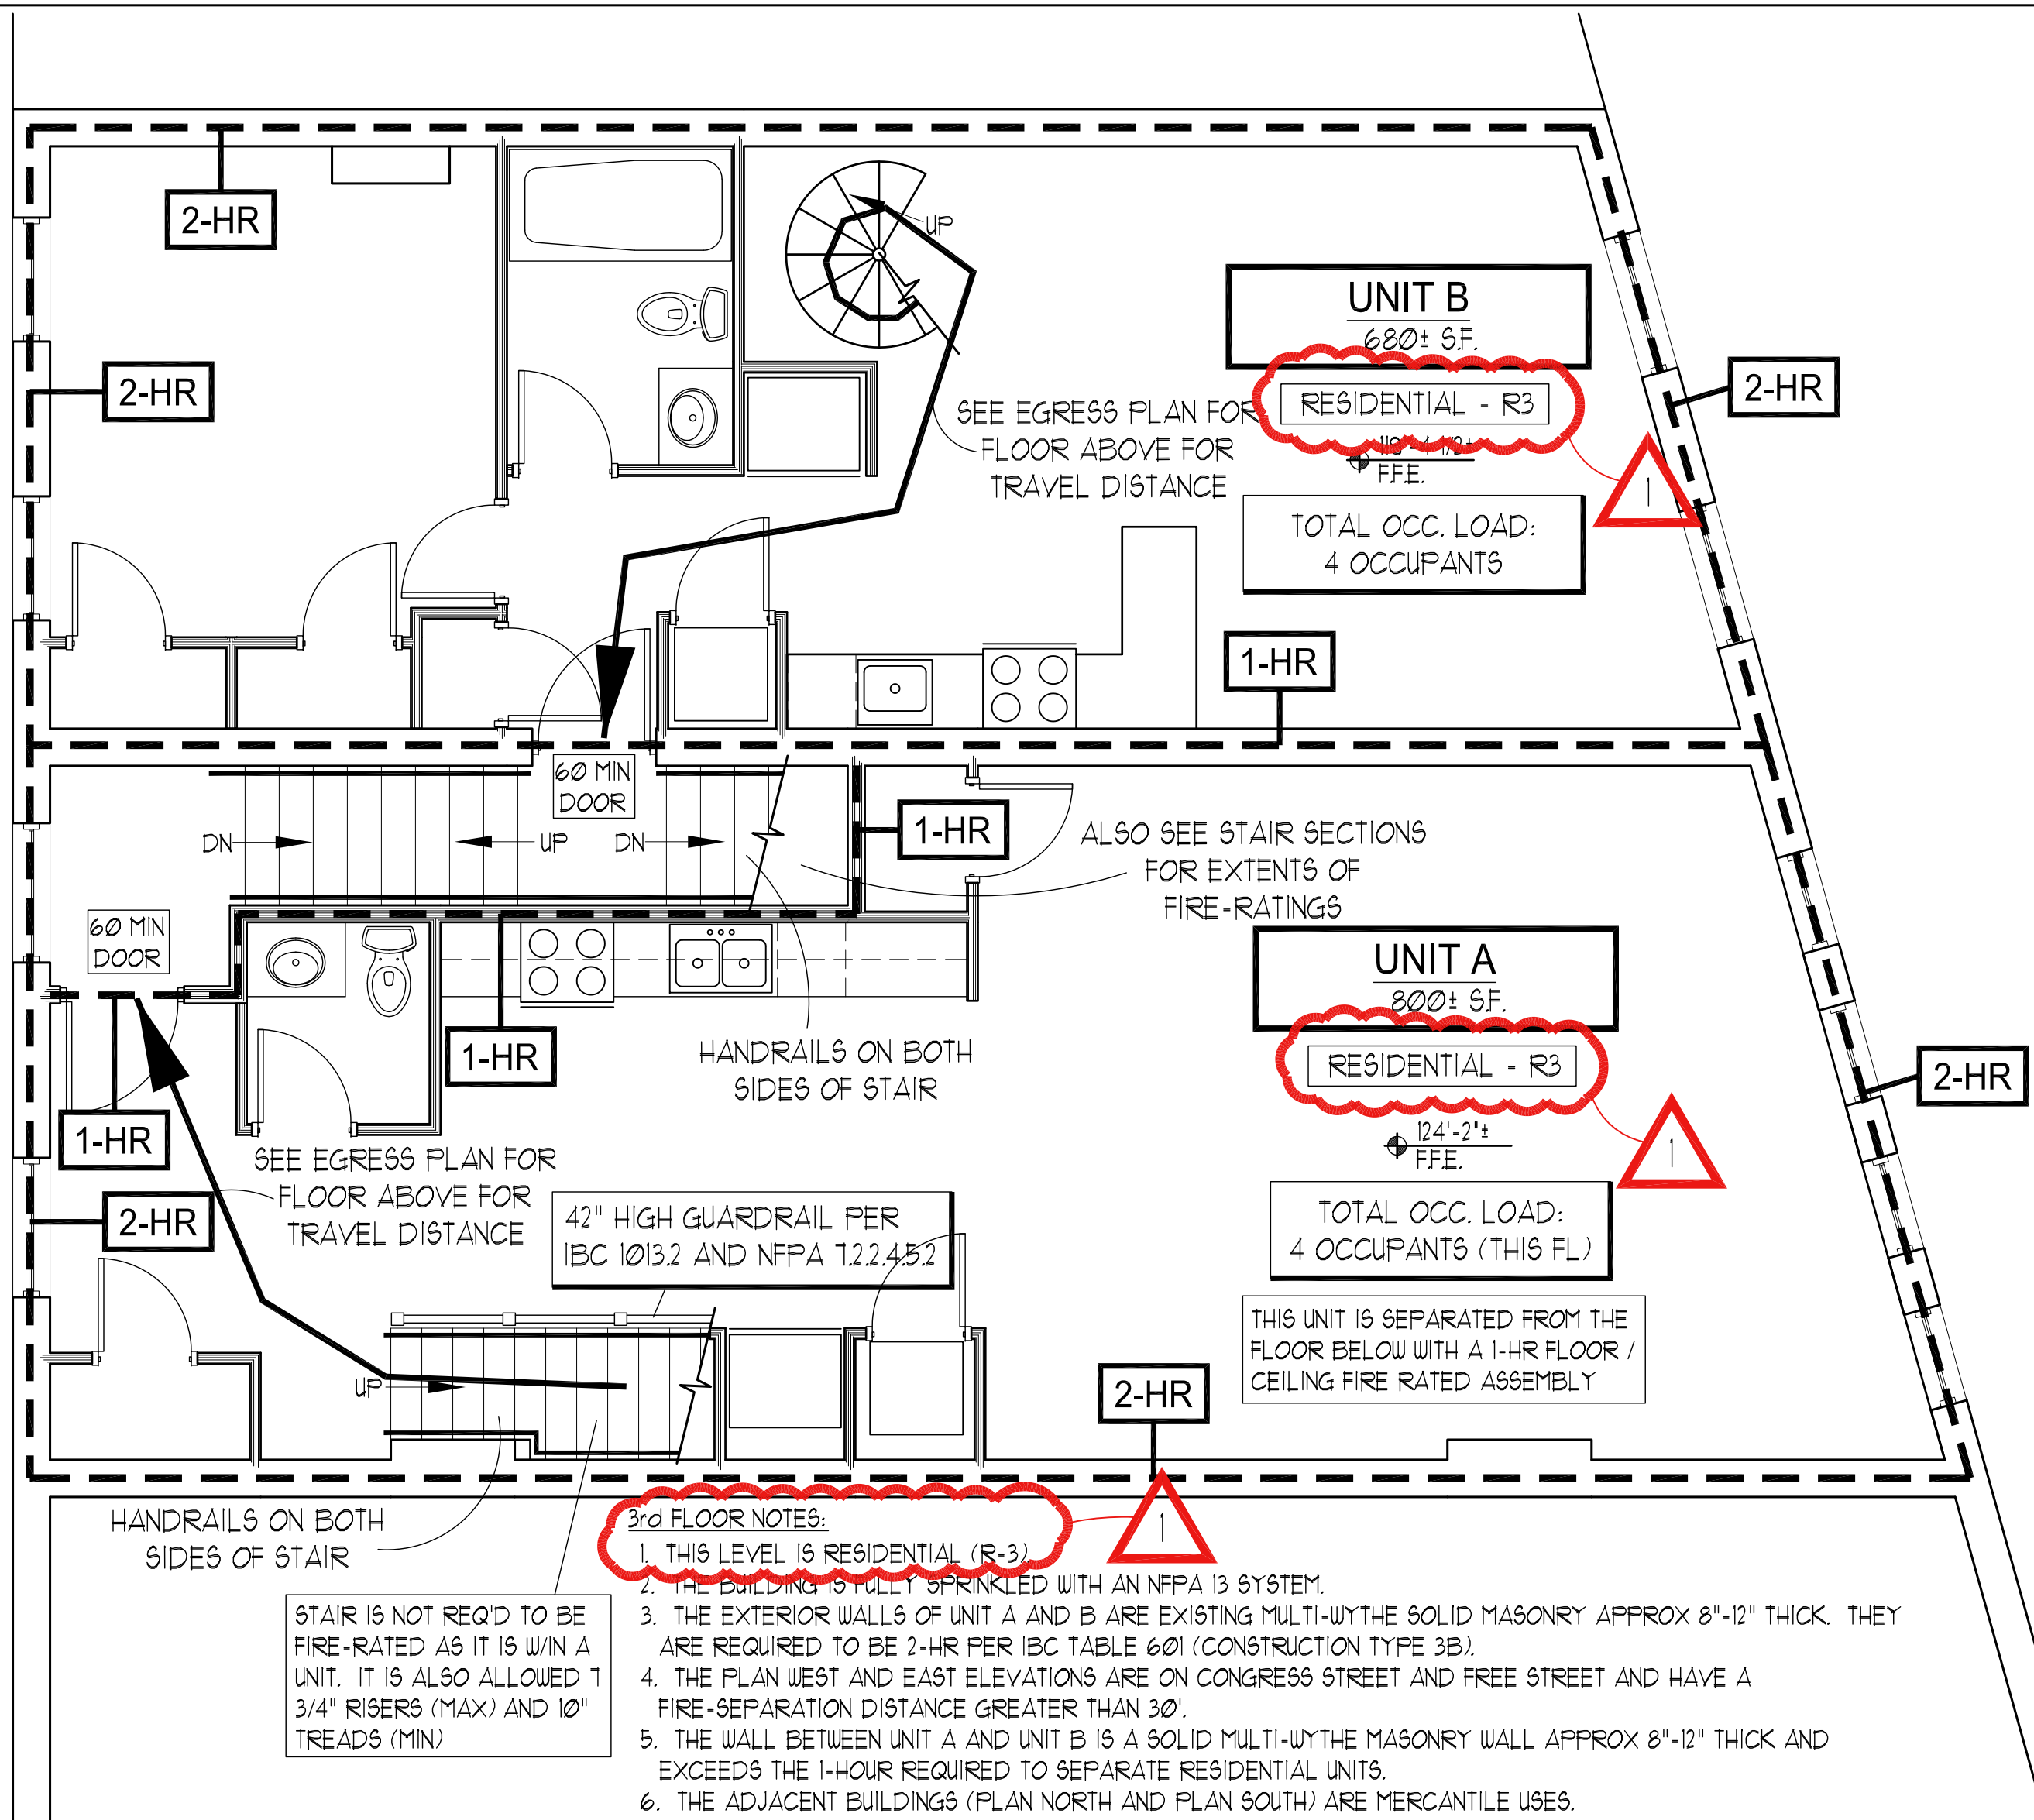 2-HR
UP
UNIT B
680± S.F.
2-HR
2-HR
RESIDENTIAL - R3
SEE EGRESS PLAN FOR
FLOOR ABOVE FOR
TRAVEL DISTANCE
F.F.E.
1
TOTAL OCC. LOAD:
4 OCCUPANTS
1-HR
60 MIN
DOOR
DN
UP
DN
1-HR
ALSO SEE STAIR SECTIONS
FOR EXTENTS OF
FIRE-RATINGS
60 MIN
DOOR
UNIT A
800± S.F.
1-HR
HANDRAILS ON BOTH
SIDES OF STAIR
RESIDENTIAL - R3
2-HR
1-HR
124'-2"±
F.F.E.
1
SEE EGRESS PLAN FOR
FLOOR ABOVE FOR
TRAVEL DISTANCE
2-HR
42" HIGH GUARDRAIL PER
IBC 1013.2 AND NFPA 7.2.2.4.5.2
TOTAL OCC. LOAD:
4 OCCUPANTS (THIS FL)
THIS UNIT IS SEPARATED FROM THE
FLOOR BELOW WITH A 1-HR FLOOR /
CEILING FIRE RATED ASSEMBLY
UP
2-HR
HANDRAILS ON BOTH
SIDES OF STAIR
STAIR IS NOT REQ'D TO BE
FIRE-RATED AS IT IS W/IN A
UNIT. IT IS ALSO ALLOWED 7
3/4" RISERS (MAX) AND 10"
TREADS (MIN)
3rd FLOOR NOTES:
1
1. THIS LEVEL IS RESIDENTIAL (R-3).
2. THE BUILDING IS FULLY SPRINKLED WITH AN NFPA 13 SYSTEM.
3. THE EXTERIOR WALLS OF UNIT A AND B ARE EXISTING MULTI-WYTHE SOLID MASONRY APPROX 8"-12" THICK. THEY
ARE REQUIRED TO BE 2-HR PER IBC TABLE 601 (CONSTRUCTION TYPE 3B).
4. THE PLAN WEST AND EAST ELEVATIONS ARE ON CONGRESS STREET AND FREE STREET AND HAVE A
FIRE-SEPARATION DISTANCE GREATER THAN 30'.
5. THE WALL BETWEEN UNIT A AND UNIT B IS A SOLID MULTI-WYTHE MASONRY WALL APPROX 8"-12" THICK AND
EXCEEDS THE 1-HOUR REQUIRED TO SEPARATE RESIDENTIAL UNITS.
6. THE ADJACENT BUILDINGS (PLAN NORTH AND PLAN SOUTH) ARE MERCANTILE USES.